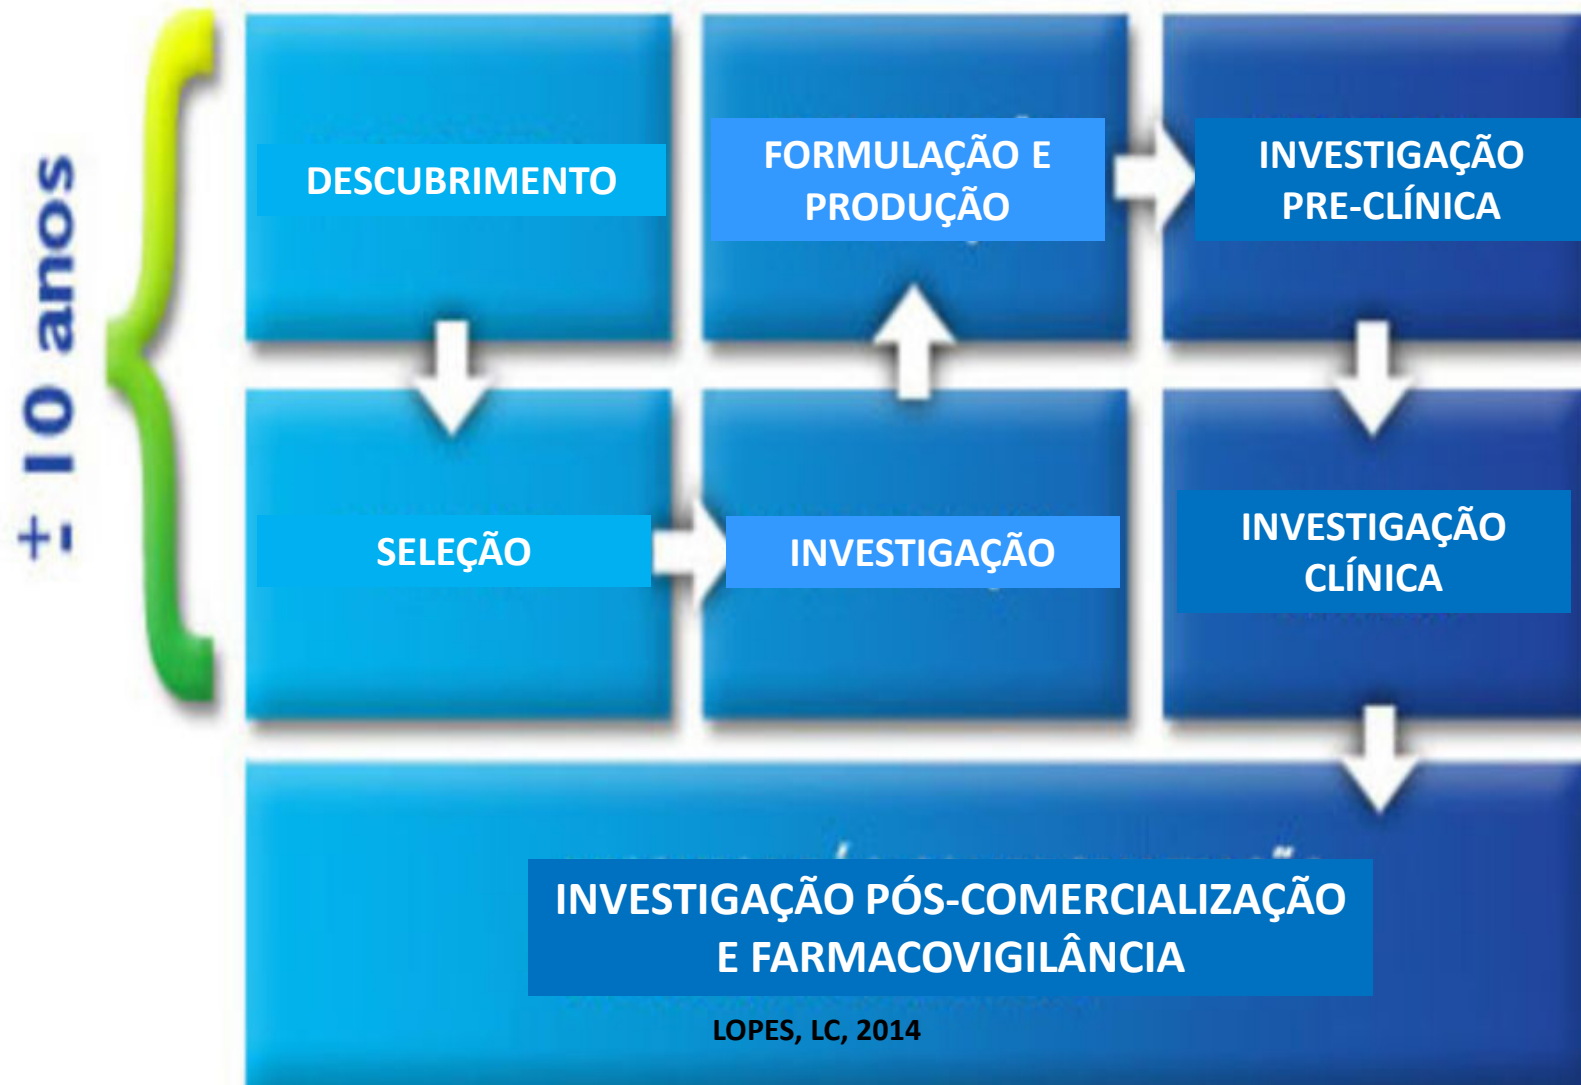 ± 10 anos
DESCUBRIMENTO
FORMULAÇÃO E
PRODUÇÃO
INVESTIGAÇÃO
PRE-CLÍNICA
SELEÇÃO
INVESTIGAÇÃO
INVESTIGAÇÃO
CLÍNICA
INVESTIGAÇÃO PÓS-COMERCIALIZAÇÃO
E FARMACOVIGILÂNCIA
LOPES, LC, 2014